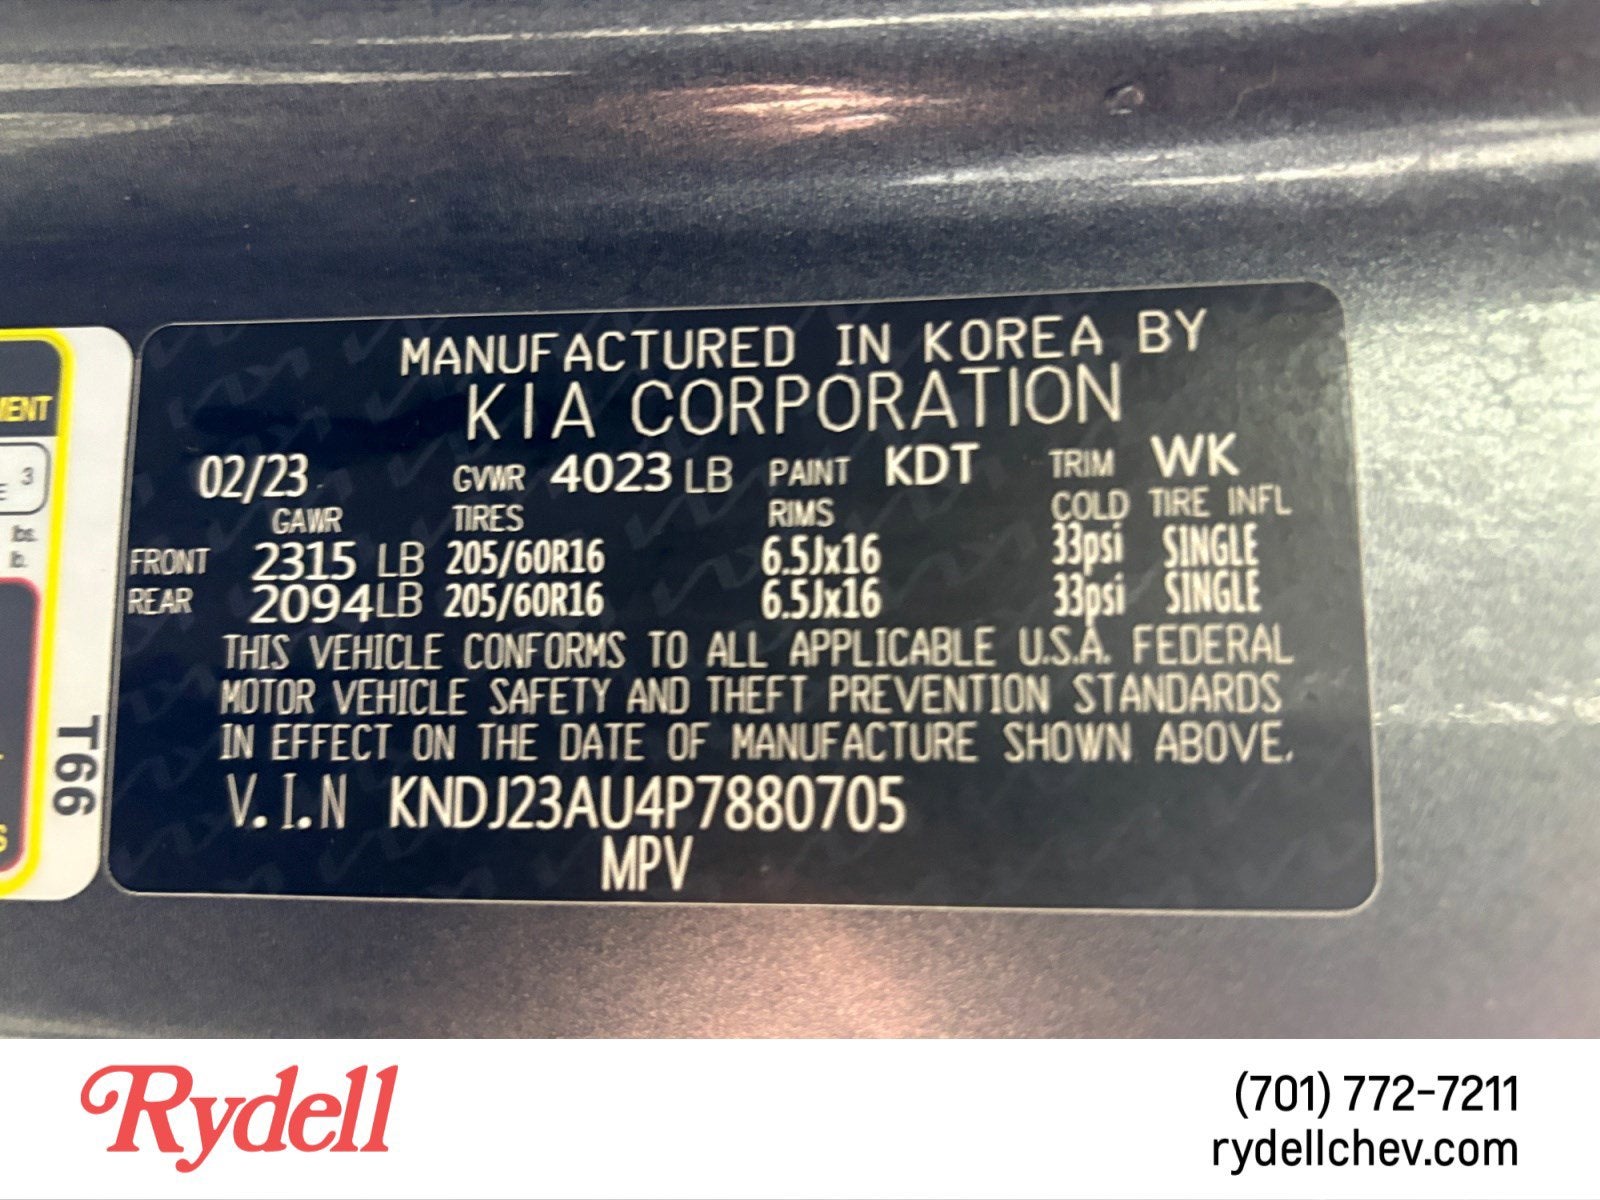 MANUFACTURED IN KOREA BY
KIA CORPORATION
02/23 GVWR 4023 LB PAINT KDT TRIM WK
GAWR TIRES RIMS COLD TIRE INFL
FRONT 2315 LB 205/60R16 6.5Jx16 33psi SINGLE
REAR 2094LB 205/60R16 6.5Jx16 33psi SINGLE
THIS VEHICLE CONFORMS TO ALL APPLICABLE U.S.A. FEDERAL
MOTOR VEHICLE SAFETY AND THEFT PREVENTION STANDARDS
IN EFFECT ON THE DATE OF MANUFACTURE SHOWN ABOVE.
V.I.N KNDJ23AU4P7880705
MPV
3
lbs.
T66
Rydell
(701) 772-7211
rydellchev.com